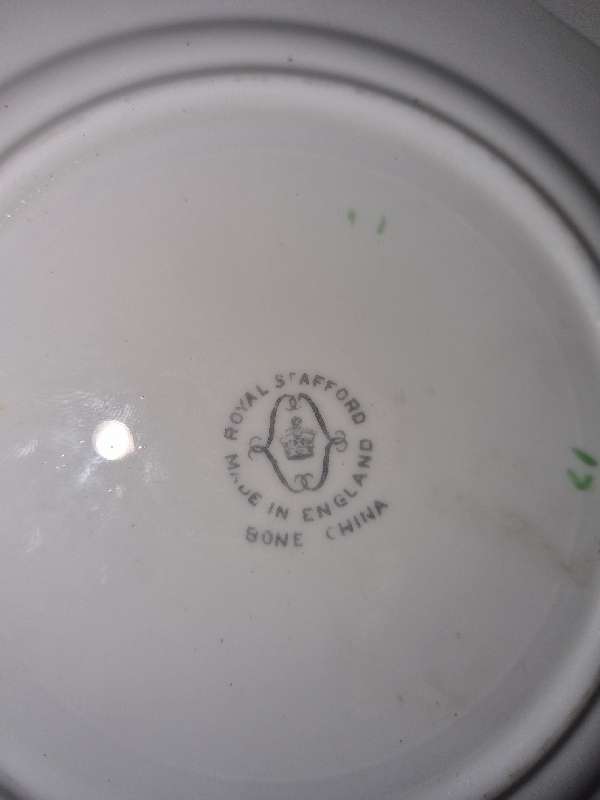 ROYAL STAFFORD
MADE IN ENGLAND
BONE CHINA